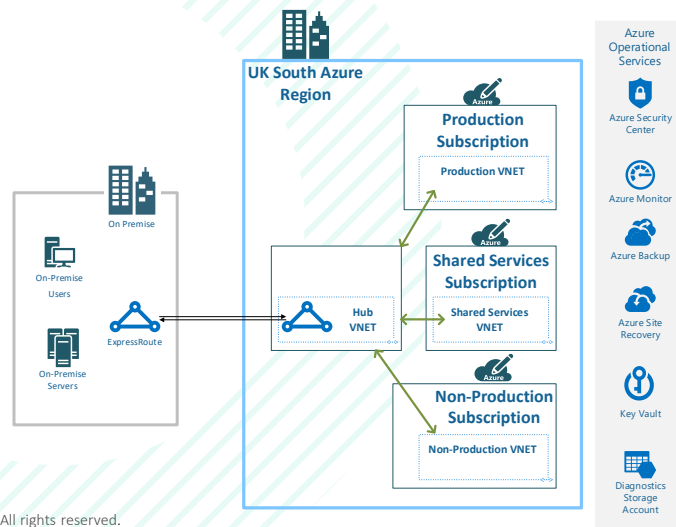 UK South Azure
Region
Azure
Production
Subscription
Production VNET
On Premise
On-Premise
Users
ExpressRoute
On-Premise
Servers
Hub
VNET
Azure
Shared Services
Subscription
Shared Services
VNET
Azure
Non-Production
Subscription
Non-Production VNET
Azure
Operational
Services
Azure Security
Center
Azure Monitor
Azure Backup
Azure Site
Recovery
Key Vault
Diagnostics
Storage
Account
All rights reserved.